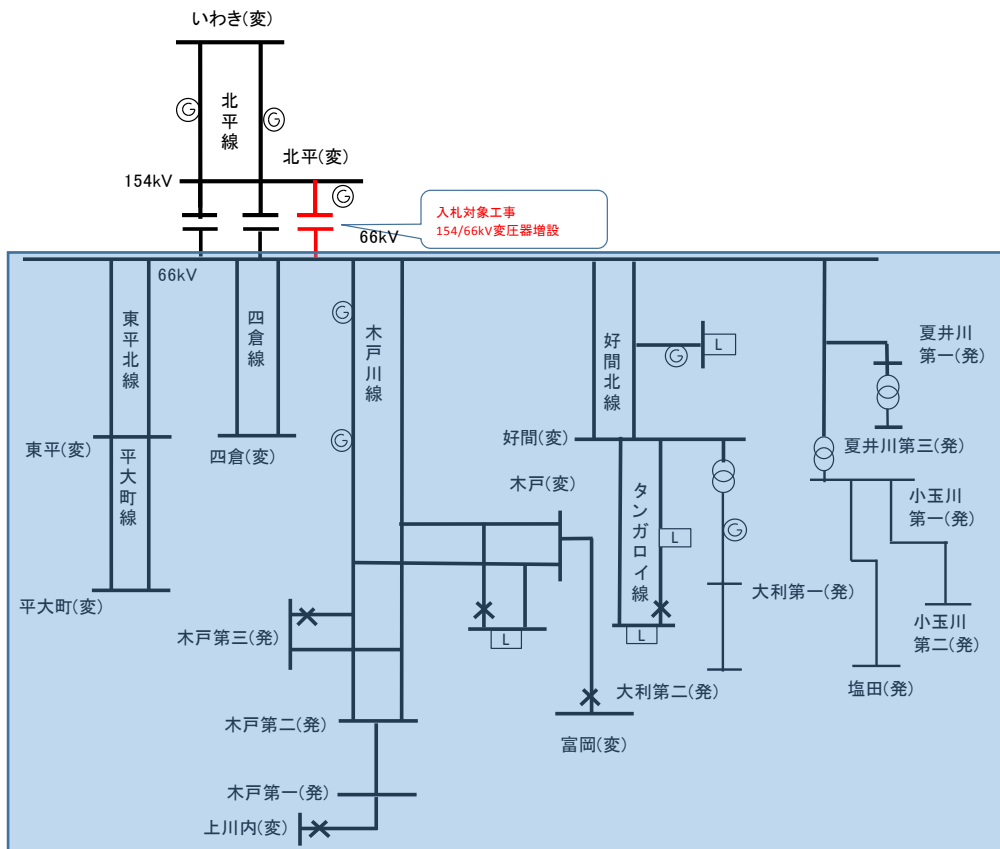 いわき(変)
Ⓖ
北平線
Ⓖ
北平(変)
154kV
Ⓖ
入札対象工事
154/66kV変圧器増設
66kV
66kV
東平北線
四倉線
木戸川線
Ⓖ
好間北線
L
Ⓖ
夏井川
第一(発)
東平(変)
四倉(変)
Ⓖ
好間(変)
夏井川第三(発)
平大町線
木戸(変)
タンガロイ線
小玉川
第一(発)
L
Ⓖ
平大町(変)
大利第一(発)
木戸第三(発)
L
L
小玉川
第二(発)
大利第二(発)
塩田(発)
木戸第二(発)
富岡(変)
木戸第一(発)
上川内(変)